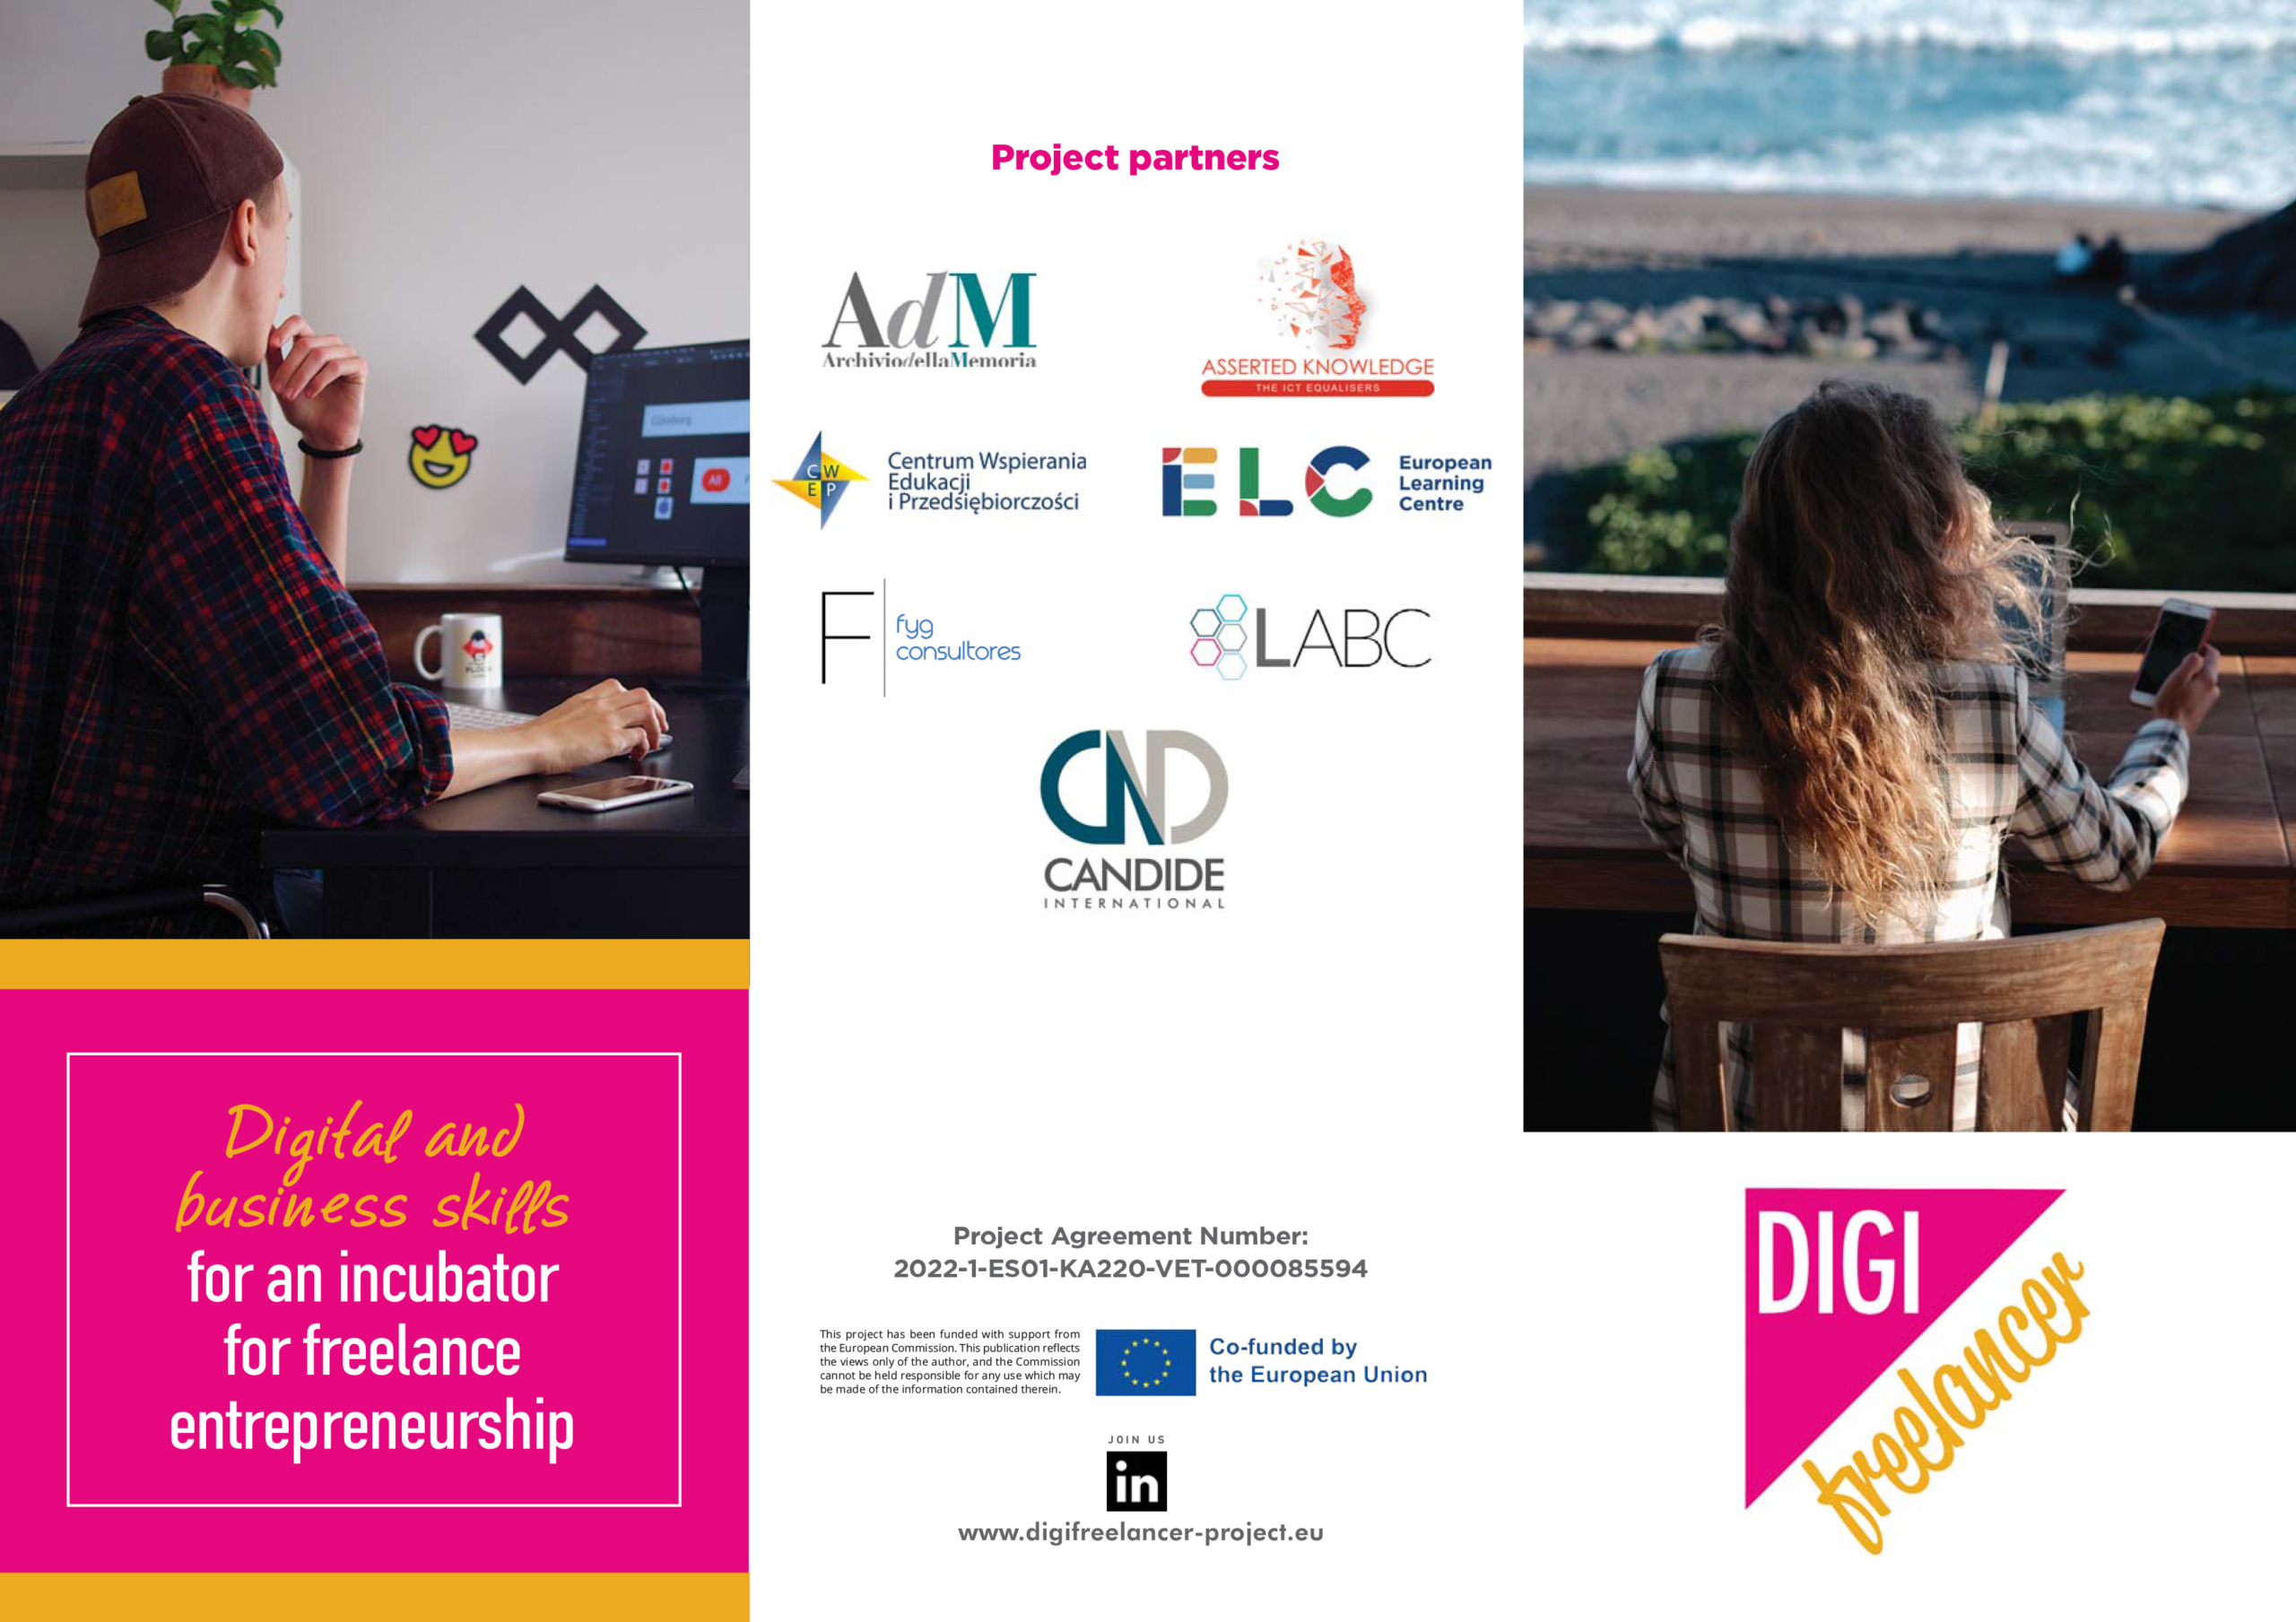 Göteborg
All
Digital and
business skills
for an incubator
for freelance
entrepreneurship
Project partners
AdM
ArchiviodellaMemoria
ASSERTED KNOWLEDGE
THE ICT EQUALISERS
CW
EP
Centrum Wspierania
Edukacji
i Przedsiębiorczości
ELC
European
Learning
Centre
F
fyg
consultores
LABC
CND
CANDIDE
INTERNATIONAL
Project Agreement Number:
2022-1-ES01-KA220-VET-000085594
This project has been funded with support from
the European Commission. This publication reflects
the views only of the author, and the Commission
cannot be held responsible for any use which may
be made of the information contained therein.
Co-funded by
the European Union
JOIN US
in
www.digifreelancer-project.eu
DIGI
freelancer